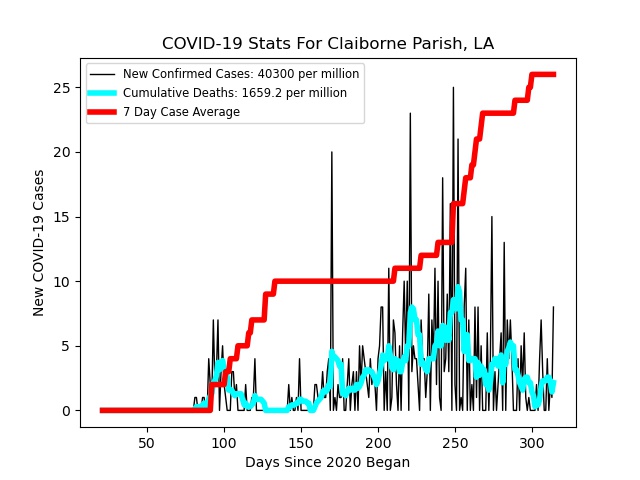 COVID-19 Stats For Claiborne Parish, LA
New Confirmed Cases: 40300 per million
Cumulative Deaths: 1659.2 per million
7 Day Case Average
New COVID-19 Cases
25
20
15
10
5
0
50 100 150 200 250 300
Days Since 2020 Began